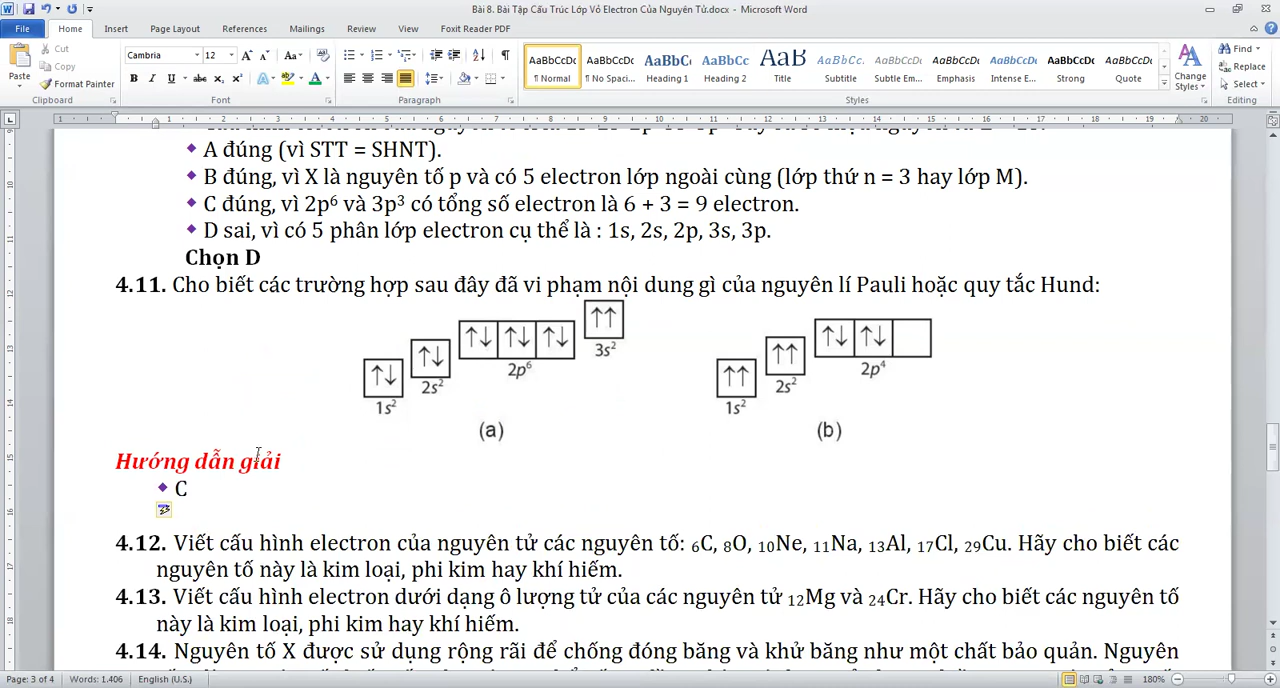 Bài 8. Bài Tập Cấu Trúc Lớp Vỏ Electron Của Nguyên Tử.docx - Microsoft Word
File Home Insert Page Layout References Mailings Review View Foxit Reader PDF
Paste Cut Copy Format Painter Clipboard
Cambria 12 Font
Paragraph
AaBbCcDc ¶ Normal AaBbCcDc ¶ No Spaci... AaBbC Heading 1 AaBbCc Heading 2 AaB Title AaBbCcL Subtitle AaBbCcDc Subtle Em... AaBbCcDc Emphasis AaBbCcDc Intense E... AaBbCcDc Strong AaBbCcDc Quote Change Styles Styles
Find Replace Select Editing
A đúng (vì STT = SHNT).
B đúng, vì X là nguyên tố p và có 5 electron lớp ngoài cùng (lớp thứ n = 3 hay lớp M).
C đúng, vì 2p⁶ và 3p³ có tổng số electron là 6 + 3 = 9 electron.
D sai, vì có 5 phân lớp electron cụ thể là : 1s, 2s, 2p, 3s, 3p.
Chọn D
4.11. Cho biết các trường hợp sau đây đã vi phạm nội dung gì của nguyên lí Pauli hoặc quy tắc Hund:
↑↓ 1s² ↑↓ 2s² ↑↓ ↑↓ ↑↓ 2p⁶ ↑↑ 3s²
(a)
↑↑ 1s² ↑↑ 2s² ↑↓ ↑↓ 2p⁴
(b)
Hướng dẫn giải
C
4.12. Viết cấu hình electron của nguyên tử các nguyên tố: ₆C, ₈O, ₁₀Ne, ₁₁Na, ₁₃Al, ₁₇Cl, ₂₉Cu. Hãy cho biết các
nguyên tố này là kim loại, phi kim hay khí hiếm.
4.13. Viết cấu hình electron dưới dạng ô lượng tử của các nguyên tử ₁₂Mg và ₂₄Cr. Hãy cho biết các nguyên tố
này là kim loại, phi kim hay khí hiếm.
4.14. Nguyên tố X được sử dụng rộng rãi để chống đóng băng và khử băng như một chất bảo quản. Nguyên
Page: 3 of 4 Words: 1.406 English (U.S.) 180%